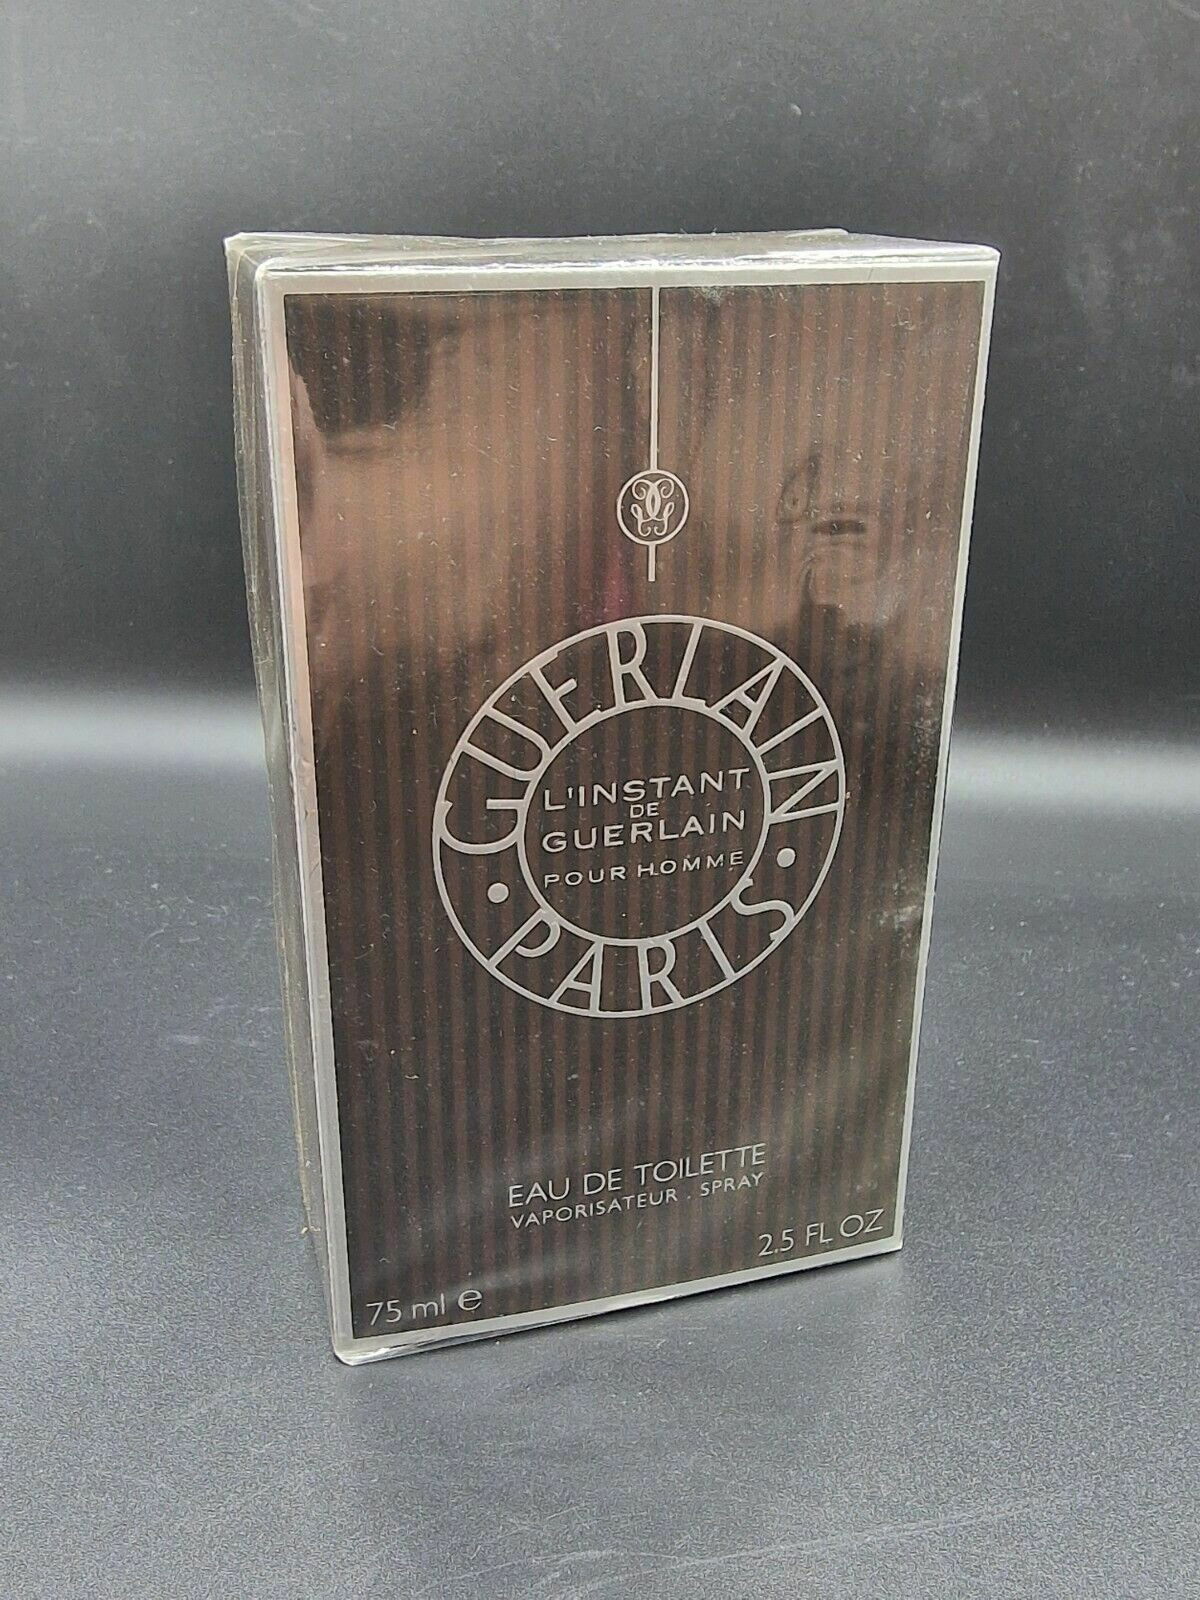 GUERLAIN
L'INSTANT
DE
GUERLAIN
POUR HOMME
PARIS
EAU DE TOILETTE
VAPORISATEUR . SPRAY
2.5 FL OZ
75 ml e